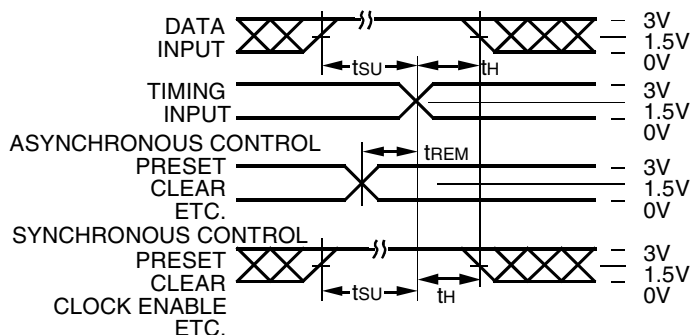 DATA INPUT
3V
1.5V
0V
tSU
tH
TIMING INPUT
3V
1.5V
0V
ASYNCHRONOUS CONTROL
PRESET
CLEAR
ETC.
tREM
3V
1.5V
0V
SYNCHRONOUS CONTROL
PRESET
CLEAR
CLOCK ENABLE
ETC.
tSU
tH
3V
1.5V
0V